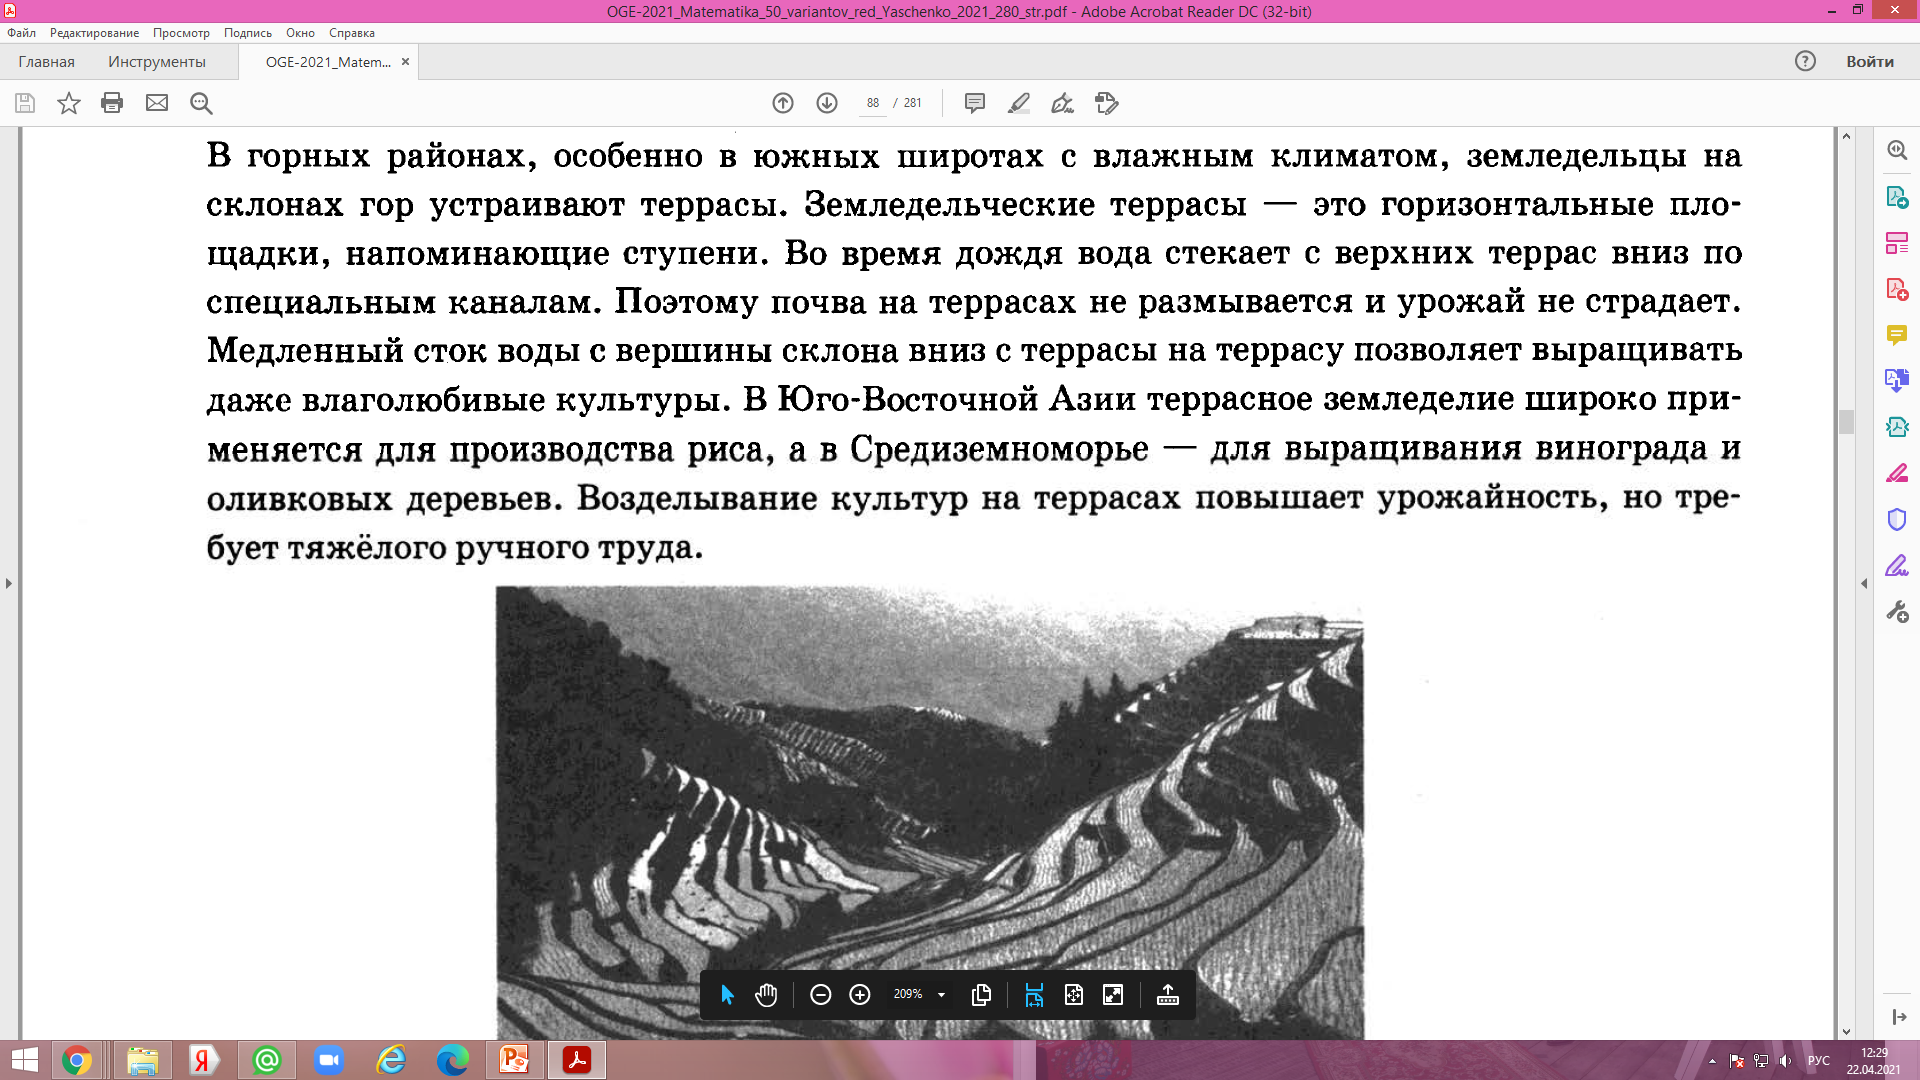 OGE-2021_Matematika_50_variantov_red_Yaschenko_2021_280_str.pdf - Adobe Acrobat Reader DC (32-bit)
Файл Редактирование Просмотр Подпись Окно Справка
Главная Инструменты OGE-2021_Matem... × Войти
88 / 281
В горных районах, особенно в южных широтах с влажным климатом, земледельцы на
склонах гор устраивают террасы. Земледельческие террасы — это горизонтальные пло-
щадки, напоминающие ступени. Во время дождя вода стекает с верхних террас вниз по
специальным каналам. Поэтому почва на террасах не размывается и урожай не страдает.
Медленный сток воды с вершины склона вниз с террасы на террасу позволяет выращивать
даже влаголюбивые культуры. В Юго-Восточной Азии террасное земледелие широко при-
меняется для производства риса, а в Средиземноморье — для выращивания винограда и
оливковых деревьев. Возделывание культур на террасах повышает урожайность, но тре-
бует тяжёлого ручного труда.
209%
РУС
12:29
22.04.2021